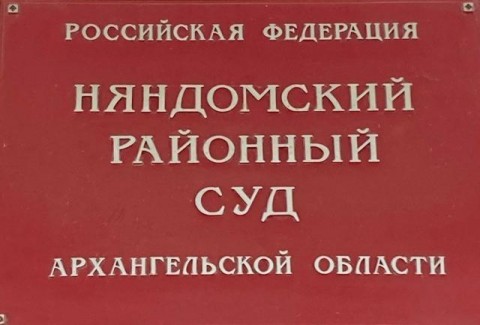 РОССИЙСКАЯ ФЕДЕРАЦИЯ
НЯНДОМСКИЙ
РАЙОННЫЙ
СУД
АРХАНГЕЛЬСКОЙ ОБЛАСТИ